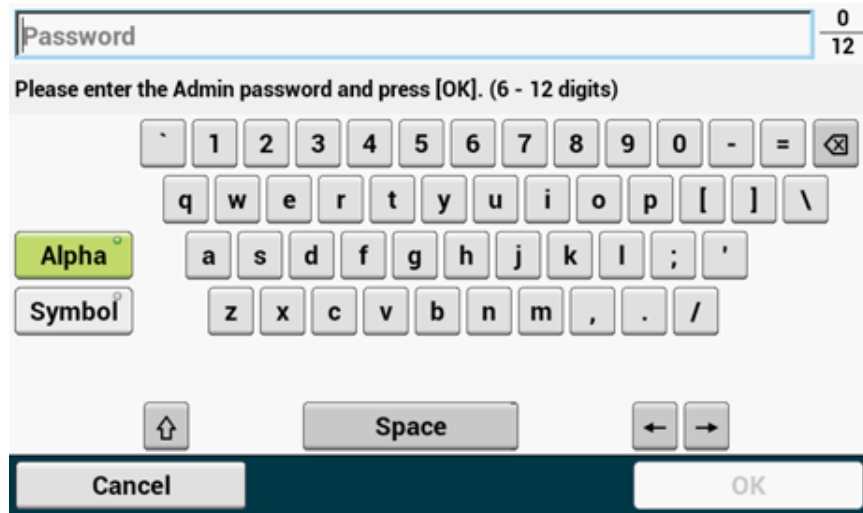 Password
0
12
Please enter the Admin password and press [OK]. (6 - 12 digits)
` 1 2 3 4 5 6 7 8 9 0 - =
q w e r t y u i o p [ ] \
Alpha a s d f g h j k l ; '
Symbol z x c v b n m , . /
Space ← →
Cancel OK